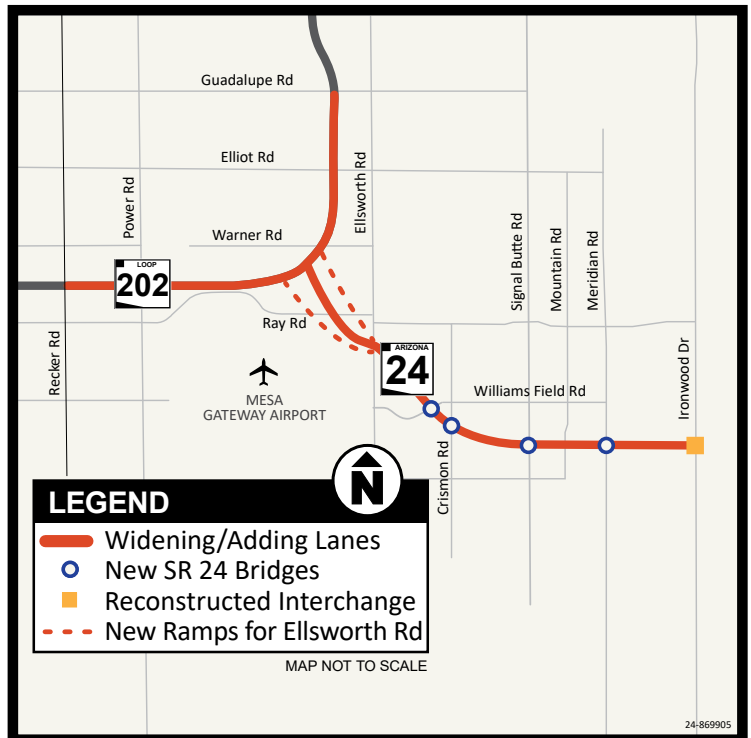 Guadalupe Rd
Elliot Rd
Power Rd
Ellsworth Rd
Warner Rd
LOOP
202
Signal Butte Rd
Mountain Rd
Meridian Rd
Ray Rd
Recker Rd
ARIZONA
24
Ironwood Dr
MESA
GATEWAY AIRPORT
Williams Field Rd
Crismon Rd
N
LEGEND
Widening/Adding Lanes
New SR 24 Bridges
Reconstructed Interchange
New Ramps for Ellsworth Rd
MAP NOT TO SCALE
24-869905